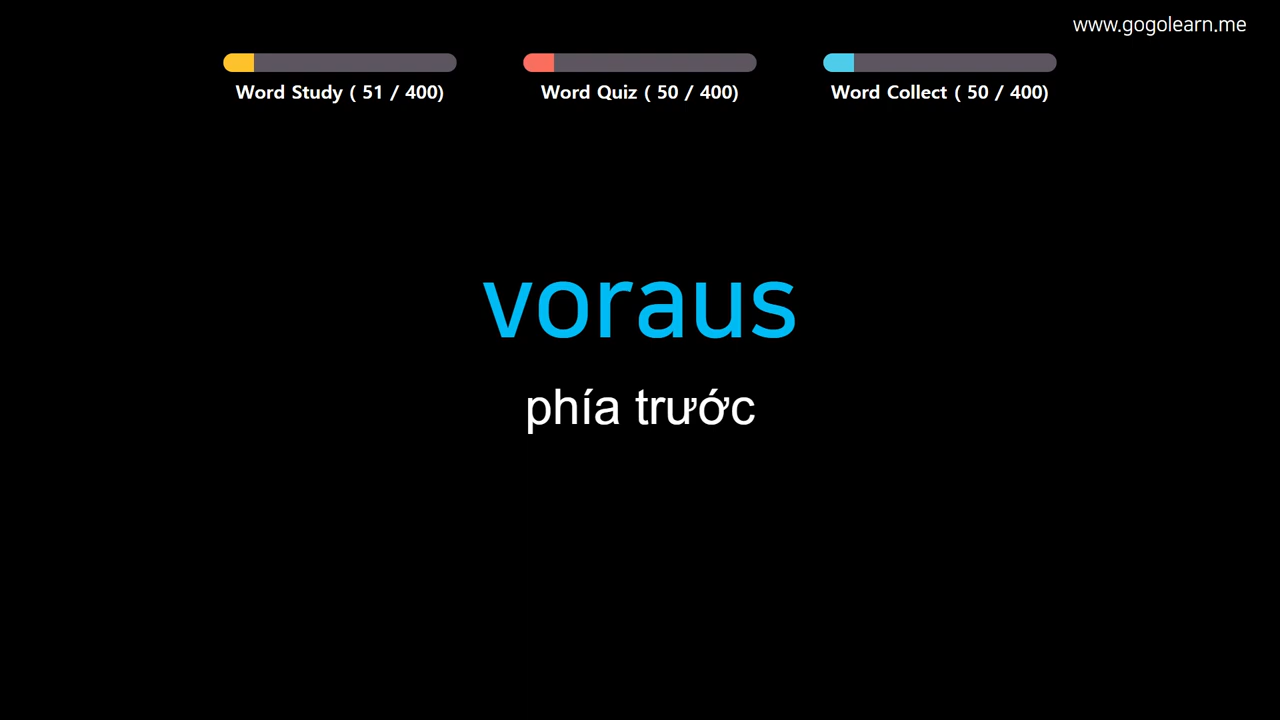 www.gogolearn.me
Word Study ( 51 / 400)
Word Quiz ( 50 / 400)
Word Collect ( 50 / 400)
voraus
phía trước